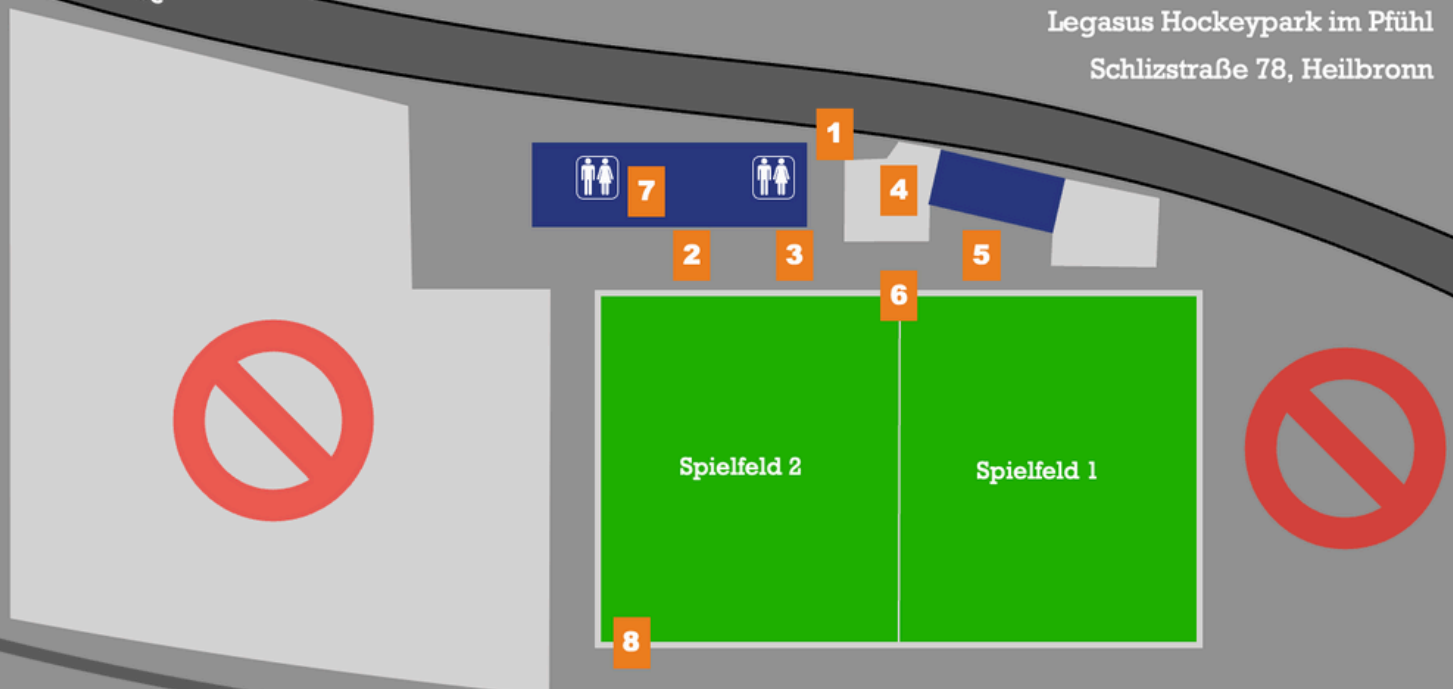 Legasus Hockeypark im Pfühl
Schlizstraße 78, Heilbronn
1
7
4
2
3
5
6
Spielfeld 2
Spielfeld 1
8